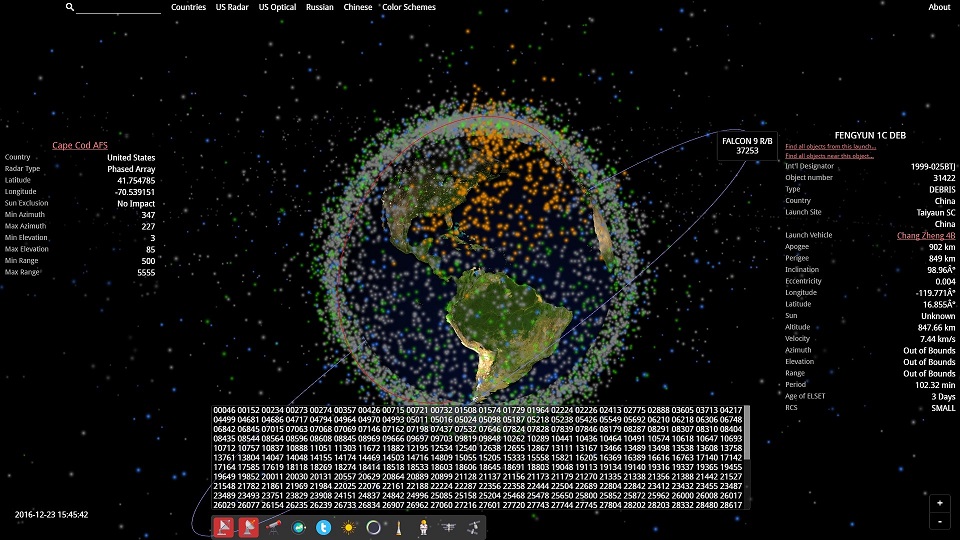 Countries US Radar US Optical Russian Chinese Color Schemes About
Cape Cod AFS
Country United States
Radar Type Phased Array
Latitude 41.754785
Longitude -70.539151
Sun Exclusion No Impact
Min Azimuth 347
Max Azimuth 227
Min Elevation 3
Max Elevation 85
Min Range 500
Max Range 5555
FALCON 9 R/B
37253
FENGYUN 1C DEB
Find all objects from this launch...
Find all objects near this object...
Int'l Designator 1999-025BTJ
Object number 31422
Type DEBRIS
Country China
Launch Site Taiyaun SC
China
Launch Vehicle Chang Zheng 4B
Apogee 902 km
Perigee 849 km
Inclination 98.96Â°
Eccentricity 0.004
Longitude -119.771Â°
Latitude 16.855Â°
Sun Unknown
Altitude 847.66 km
Velocity 7.44 km/s
Azimuth Out of Bounds
Elevation Out of Bounds
Range Out of Bounds
Period 102.32 min
Age of ELSET 3 Days
RCS SMALL
00046 00152 00234 00273 00274 00357 00426 00715 00721 00732 01508 01574 01729 01964 02224 02226 02413 02775 02888 03605 03713 04217
04499 04681 04686 04717 04794 04964 04970 04993 05011 05016 05024 05098 05187 05218 05238 05426 05549 05692 06210 06218 06306 06748
06842 06845 07015 07063 07068 07069 07146 07162 07198 07437 07532 07666 07824 07828 07839 07846 08179 08287 08291 08307 08310 08404
08435 08544 08564 08596 08608 08845 08969 09666 09697 09703 09819 09848 10262 10289 10441 10436 10464 10491 10574 10618 10647 10693
10712 10757 10837 10888 11051 11303 11672 11882 12195 12534 12540 12638 12655 12867 13111 13167 13466 13489 13498 13538 13608 13758
13761 13804 14047 14048 14155 14174 14469 14503 14521 14716 14809 14890 14978 15338 15355 15821 15909 16395 16616 16763 17140 17141
17164 17585 17619 18118 18269 18274 18414 18518 18533 18603 18606 18645 18691 18803 19048 19113 19134 19140 19316 19337 19365 19455
19649 19852 20011 20030 20131 20557 20629 20864 20889 20899 21128 21137 21156 21173 21179 21270 21335 21338 21386 21388 21442 21527
21548 21782 21861 21969 21984 22025 22076 22161 22188 22220 22287 22356 22358 22444 22462 22504 22689 22804 22842 23412 23455 23487
23489 23493 23751 23829 23908 24151 24837 24842 24996 25085 25158 25204 25468 25478 25650 25800 25852 25872 25962 26000 26008 26017
26029 26077 26154 26235 26239 26455 26906 26962 27060 27216 27601 27720 27743 27744 27745 27804 28202 28203 28332 28380 28480 28617
2016-12-23 15:45:42
+
-